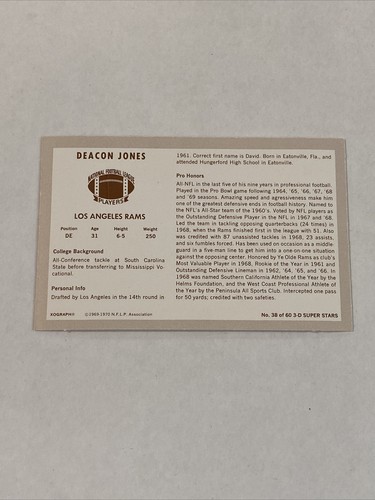 DEACON JONES
NATIONAL FOOTBALL LEAGUE
PLAYERS
LOS ANGELES RAMS
Position Age Height Weight
DE 31 6-5 250
College Background
All-Conference tackle at South Carolina
State before transferring to Mississippi Vo-
cational.
Personal Info
Drafted by Los Angeles in the 14th round in
1961. Correct first name is David. Born in Eatonville, Fla., and
attended Hungerford High School in Eatonville.
Pro Honors
All-NFL in the last five of his nine years in professional football.
Played in the Pro Bowl game following 1964, '65, '66, '67, '68
and '69 seasons. Amazing speed and agressiveness make him
one of the greatest defensive ends in football history. Named to
the NFL's All-Star team of the 1960's. Voted by NFL players as
the Outstanding Defensive Player in the NFL in 1967 and '68.
Led the team in tackling opposing quarterbacks (24 times) in
1968, when the Rams finished first in the league with 51. Also
was credited with 87 unassisted tackles in 1968, 23 assists,
and six fumbles forced. Has been used on occasion as a middle-
guard in a five-man line to get him into a one-on-one situation
against the opposing center. Honored by Ye Olde Rams as club's
Most Valuable Player in 1968, Rookie of the Year in 1961 and
Outstanding Defensive Lineman in 1962, '64, '65, and '66. In
1968 was named Southern California Athlete of the Year by the
Helms Foundation, and the West Coast Professional Athlete of
the Year by the Peninsula All Sports Club. Intercepted one pass
for 50 yards; credited with two safeties.
XOGRAPH® ©1969 1970 N.F.L.P. Association No. 38 of 60 3-D SUPER STARS